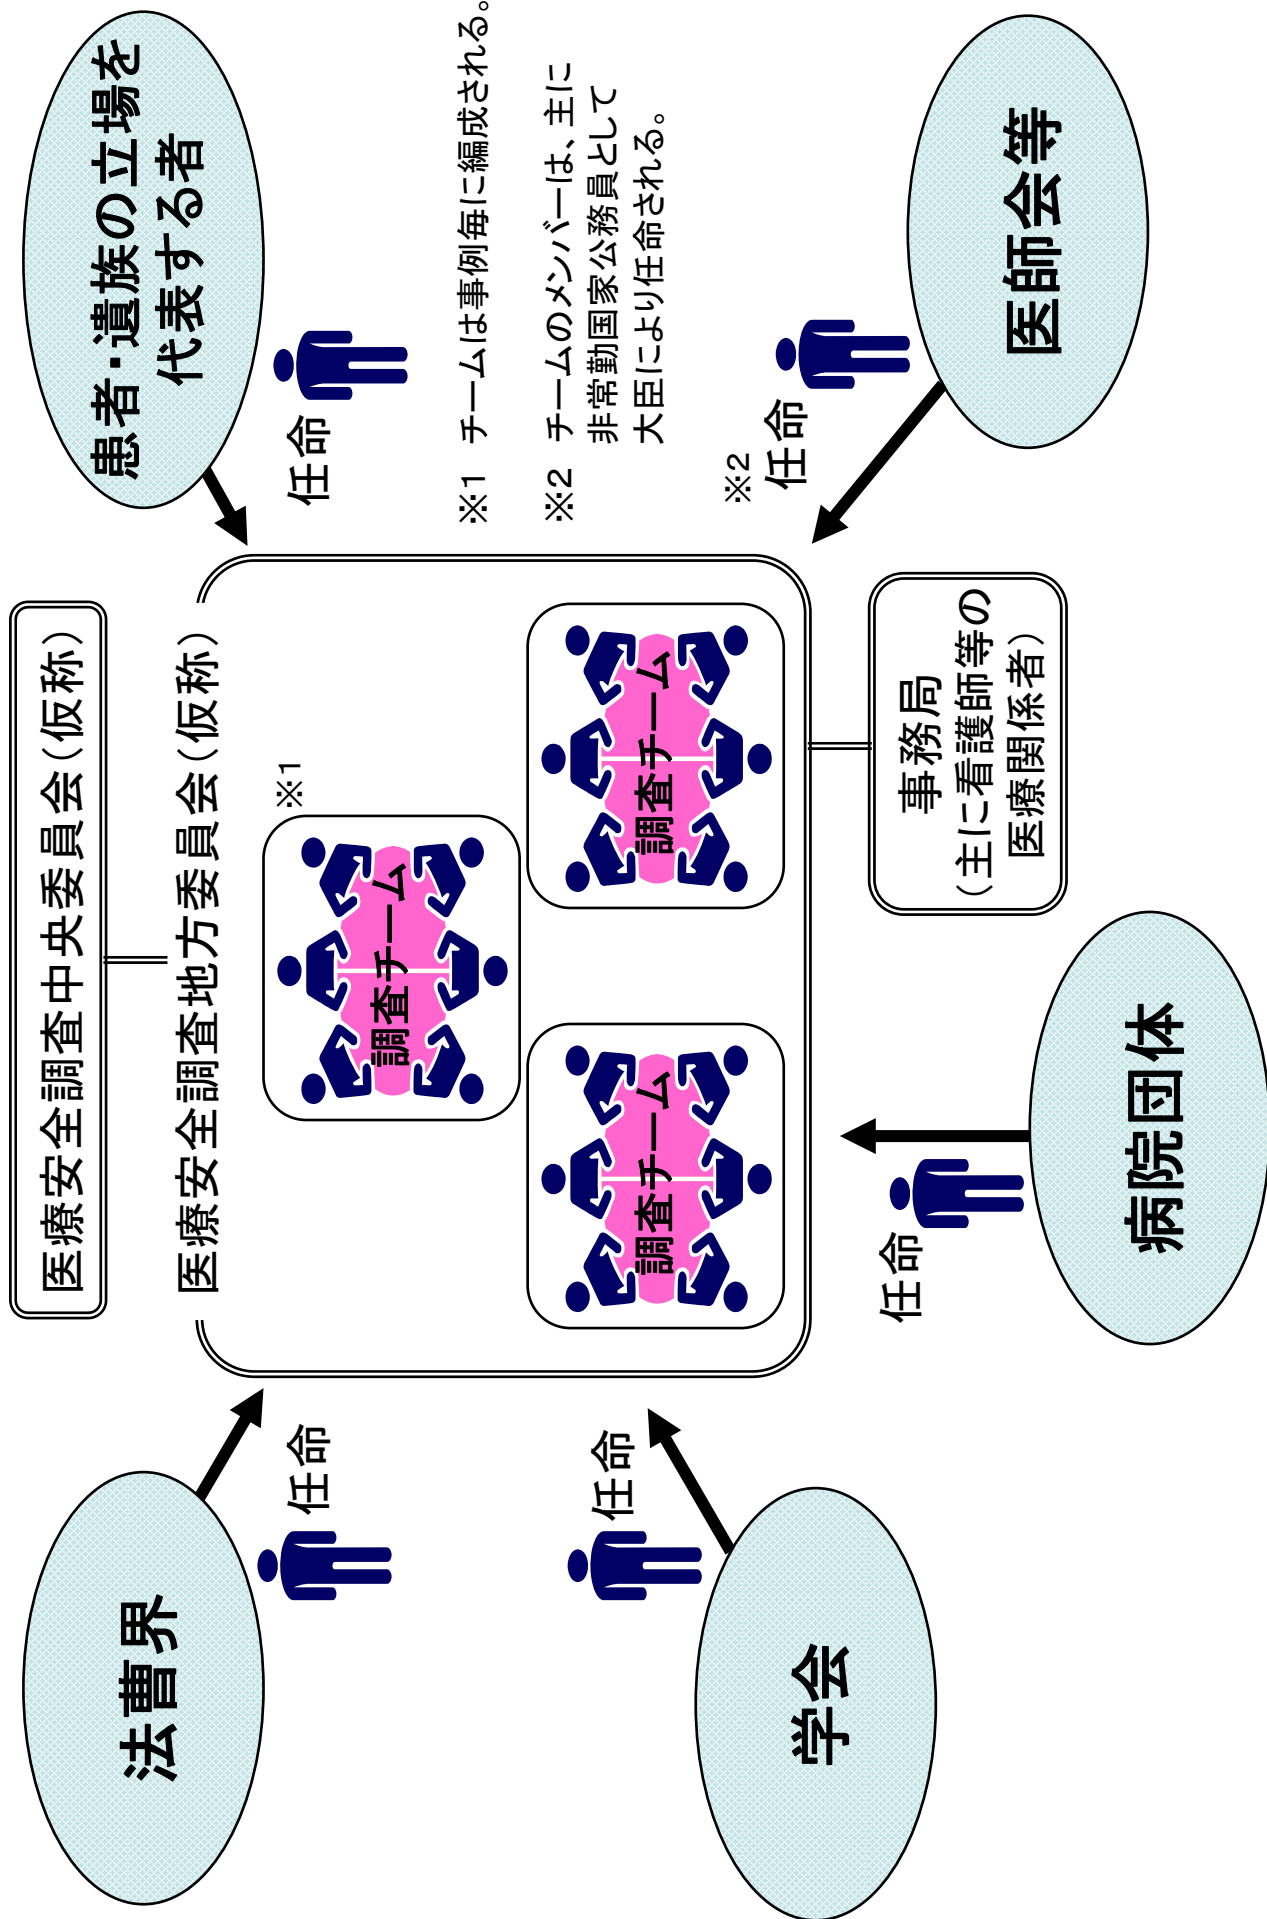 医療安全調査中央委員会（仮称）
医療安全調査地方委員会（仮称）
法曹界
任命
患者・遺族の立場を
代表する者
任命
※1
調査チーム
調査チーム
調査チーム
※1　チームは事例毎に編成される。
※2　チームのメンバーは、主に
非常勤国家公務員として
大臣により任命される。
学会
任命
病院団体
任命
事務局
（主に看護師等の
医療関係者）
※2
任命
医師会等